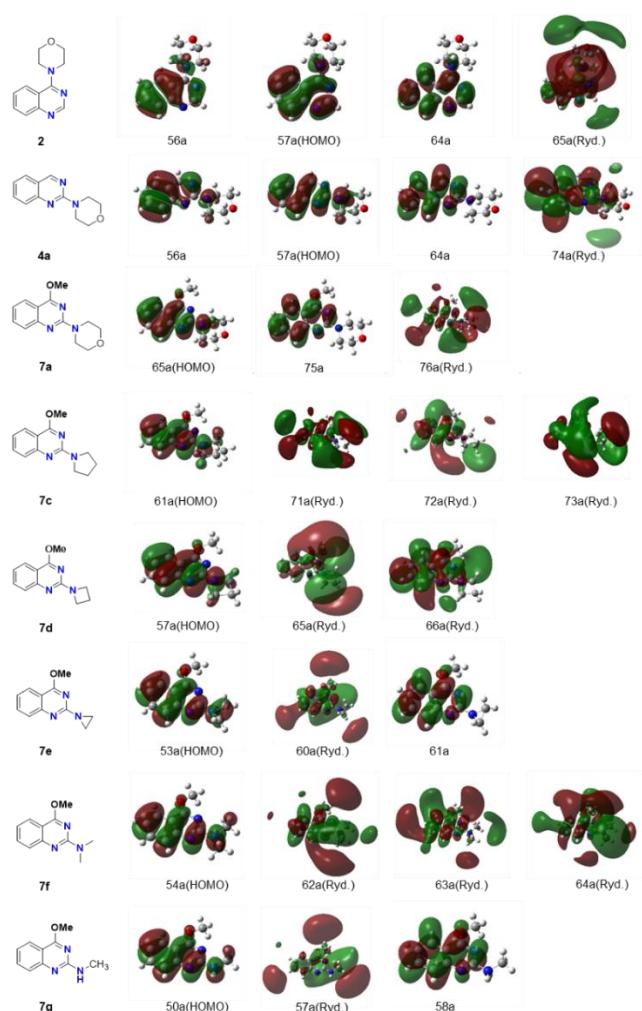 O
N
N
N
2 56a 57a(HOMO) 64a 65a(Ryd.)
N
N N
O
4a 56a 57a(HOMO) 64a 74a(Ryd.)
OMe
N
N N
O
7a 65a(HOMO) 75a 76a(Ryd.)
OMe
N
N N
7c 61a(HOMO) 71a(Ryd.) 72a(Ryd.) 73a(Ryd.)
OMe
N
N N
7d 57a(HOMO) 65a(Ryd.) 66a(Ryd.)
OMe
N
N N
7e 53a(HOMO) 60a(Ryd.) 61a
OMe
N
N N
7f 54a(HOMO) 62a(Ryd.) 63a(Ryd.) 64a(Ryd.)
OMe
N
N N CH3
H
7g 50a(HOMO) 57a(Ryd.) 58a